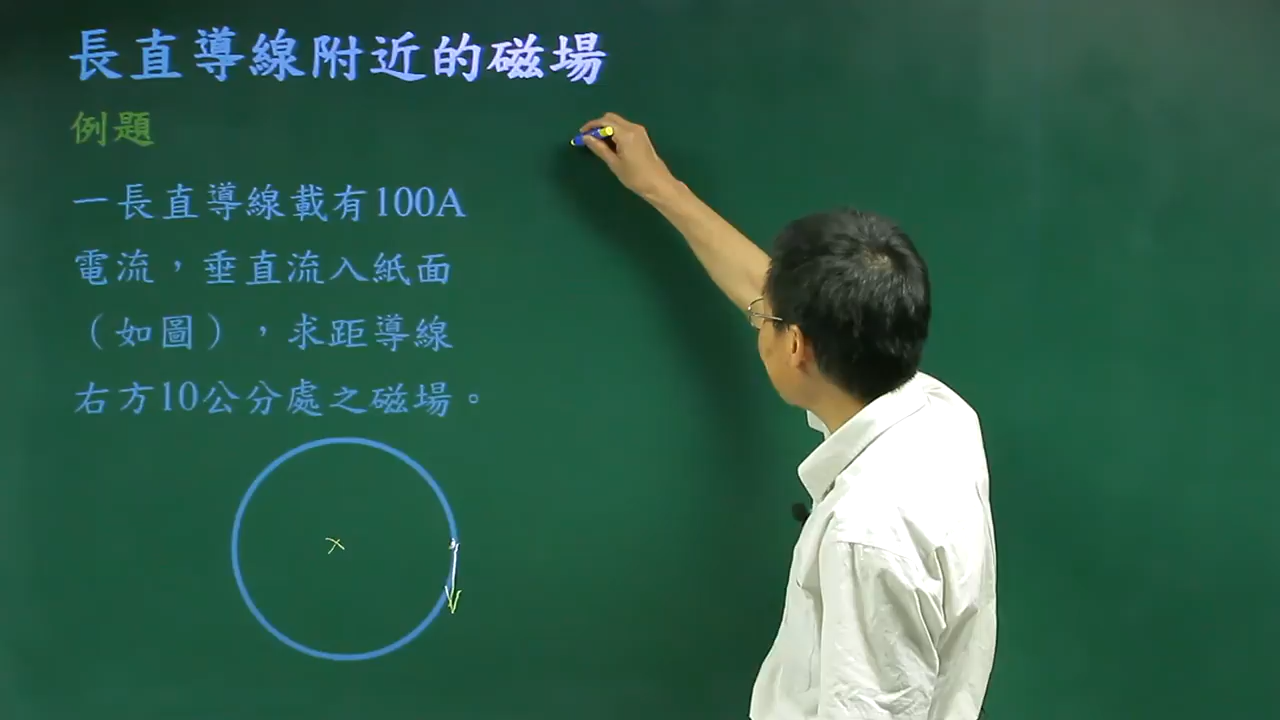 長直導線附近的磁場
例題
一長直導線載有100A
電流，垂直流入紙面
（如圖），求距導線
右方10公分處之磁場。